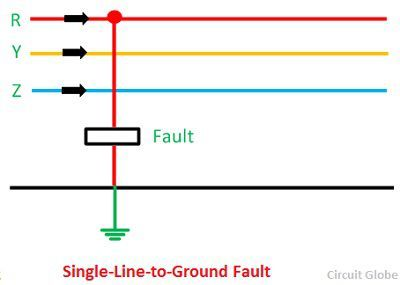 R
Y
Z
Fault
Single-Line-to-Ground Fault
Circuit Globe